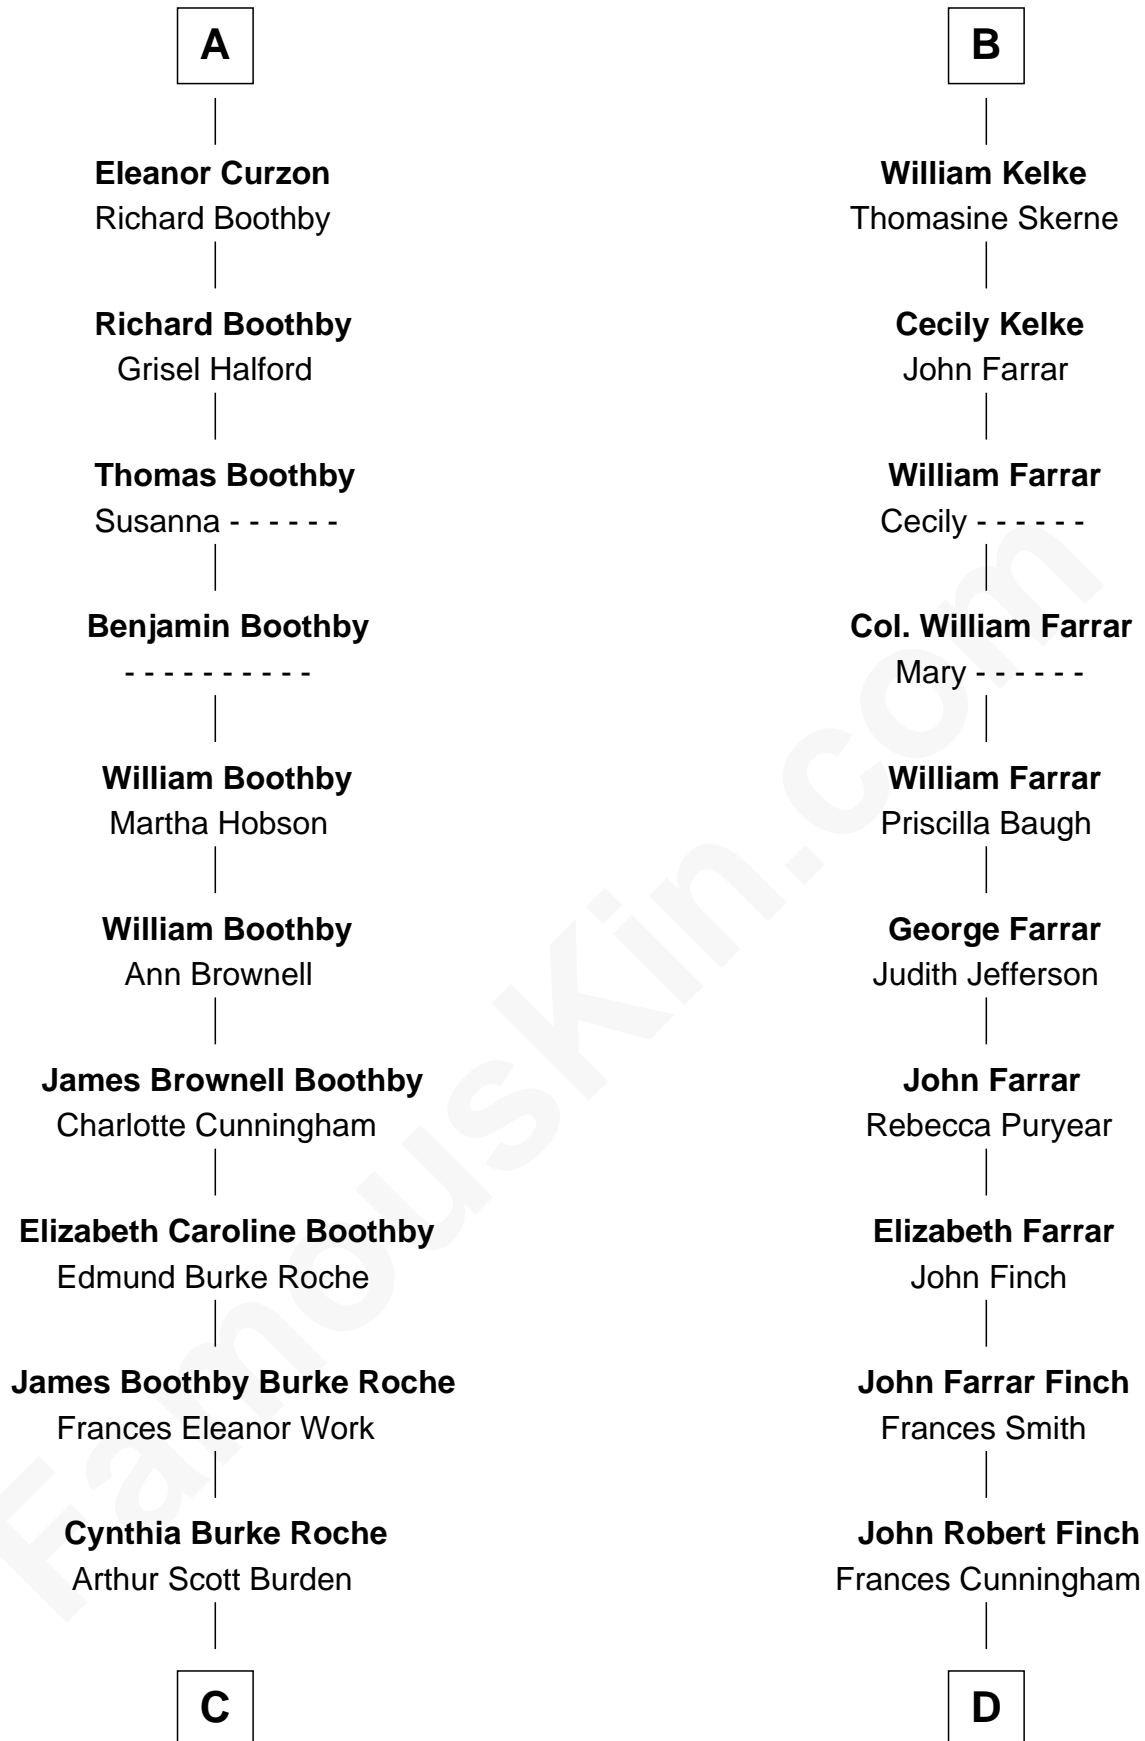 A
Eleanor Curzon
Richard Boothby
Richard Boothby
Grisel Halford
Thomas Boothby
Susanna - - - - - -
Benjamin Boothby
- - - - - - - - - -
William Boothby
Martha Hobson
William Boothby
Ann Brownell
James Brownell Boothby
Charlotte Cunningham
Elizabeth Caroline Boothby
Edmund Burke Roche
James Boothby Burke Roche
Frances Eleanor Work
Cynthia Burke Roche
Arthur Scott Burden
C
B
William Kelke
Thomasine Skerne
Cecily Kelke
John Farrar
William Farrar
Cecily - - - - - -
Col. William Farrar
Mary - - - - - -
William Farrar
Priscilla Baugh
George Farrar
Judith Jefferson
John Farrar
Rebecca Puryear
Elizabeth Farrar
John Finch
John Farrar Finch
Frances Smith
John Robert Finch
Frances Cunningham
D
FamousKin.com